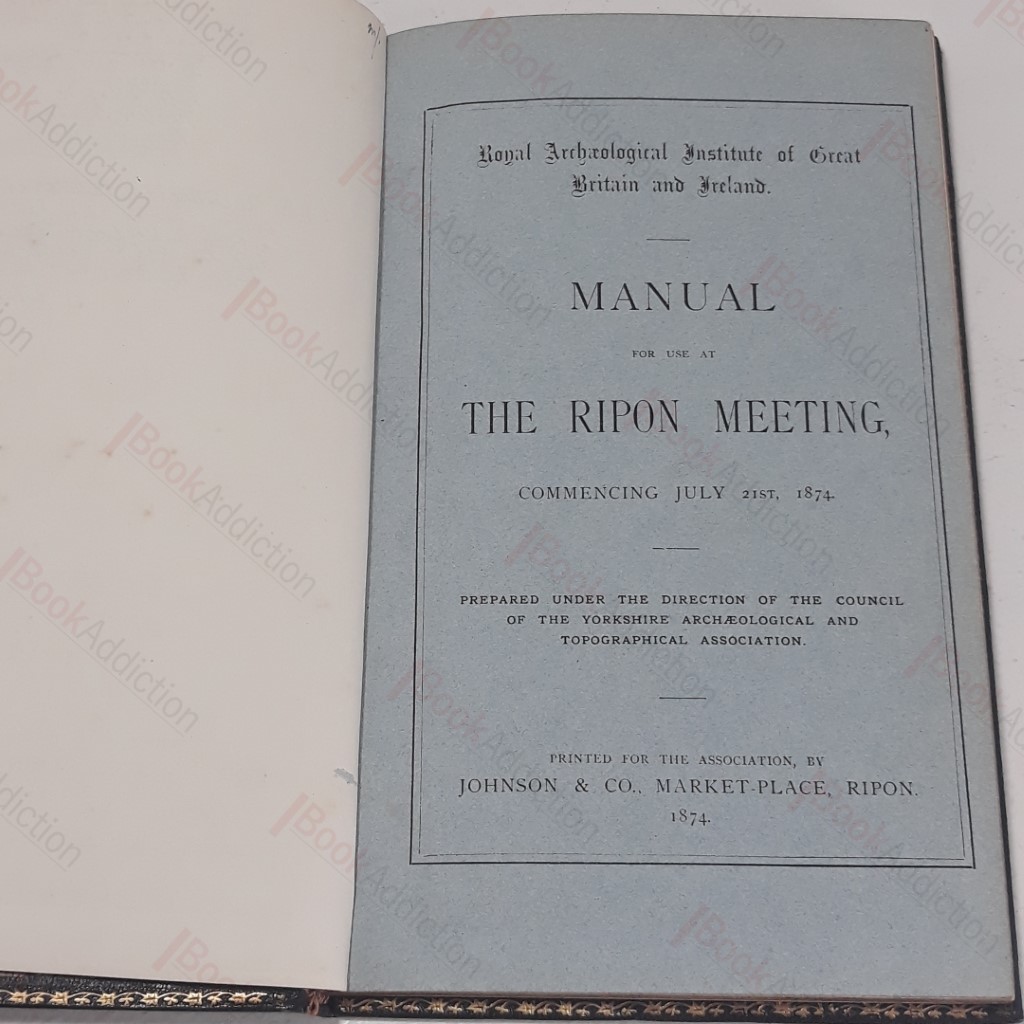 Royal Archæological Institute of Great
Britain and Ireland.
MANUAL
FOR USE AT
THE RIPON MEETING,
COMMENCING JULY 21ST, 1874.
PREPARED UNDER THE DIRECTION OF THE COUNCIL
OF THE YORKSHIRE ARCHÆOLOGICAL AND
TOPOGRAPHICAL ASSOCIATION.
PRINTED FOR THE ASSOCIATION, BY
JOHNSON & CO., MARKET-PLACE, RIPON.
1874.
BookAddiction